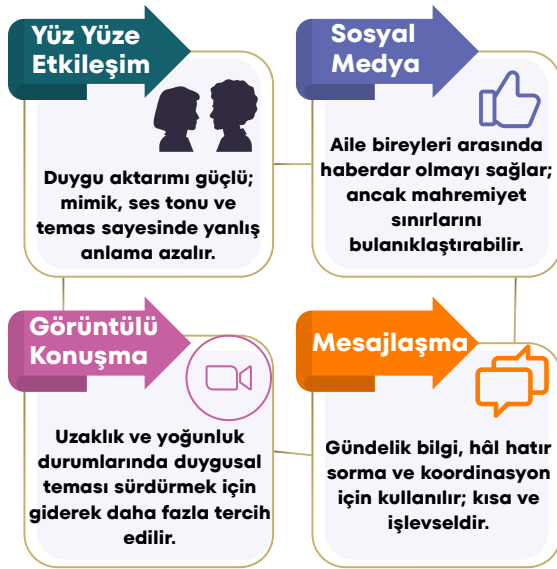 Yüz Yüze
Etkileşim
Duygu aktarımı güçlü;
mimik, ses tonu ve
temas sayesinde yanlış
anlama azalır.
Sosyal
Medya
Aile bireyleri arasında
haberdar olmayı sağlar;
ancak mahremiyet
sınırlarını
bulanıklaştırabilir.
Görüntülü
Konuşma
Uzaklık ve yoğunluk
durumlarında duygusal
teması sürdürmek için
giderek daha fazla tercih
edilir.
Mesajlaşma
Gündelik bilgi, hâl hatır
sorma ve koordinasyon
için kullanılır; kısa ve
işlevseldir.